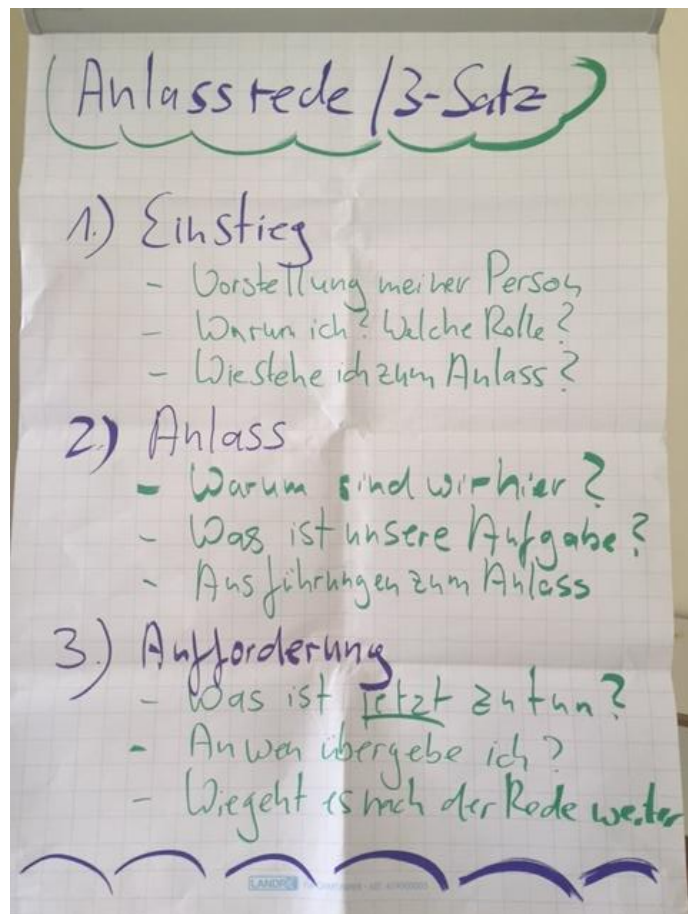 Anlassrede / 3-Satz
1.) Einstieg
- Vorstellung meiner Person
- Warum ich? Welche Rolle?
- Wie stehe ich zum Anlass?
2.) Anlass
- Warum sind wir hier?
- Was ist unsere Aufgabe?
- Ausführungen zum Anlass
3.) Aufforderung
- Was ist jetzt zu tun?
- An wen übergebe ich?
- Wie geht es nach der Rede weiter
LANDRÉ